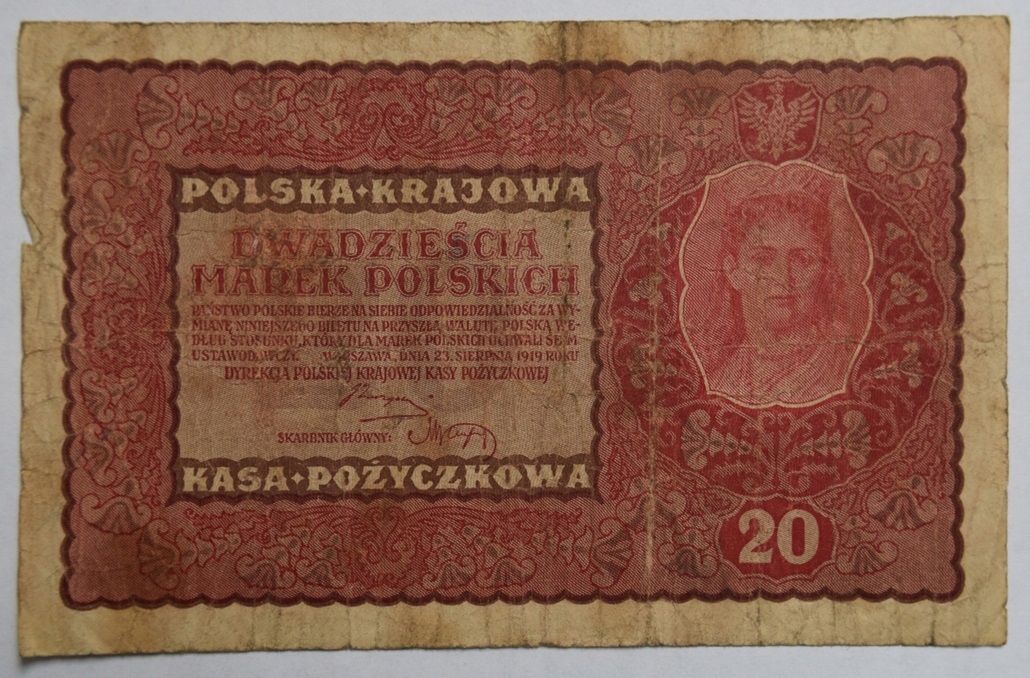 POLSKA✦KRAJOWA
DWADZIEŚCIA
MAREK POLSKICH
PAŃSTWO POLSKIE BIERZE NA SIEBIE ODPOWIEDZIALNOŚĆ ZA WY-
MIANĘ NINIEJSZEGO BILETU NA PRZYSZŁĄ WALUTĘ POLSKĄ WE-
DŁUG STOSUNKU, KTÓRY DLA MAREK POLSKICH UCHWALI SEJM
USTAWODAWCZY. WARSZAWA, DNIA 23. SIERPNIA 1919 ROKU
DYREKCJA POLSKIEJ KRAJOWEJ KASY POŻYCZKOWEJ
SKARBNIK GŁÓWNY:
KASA✦POŻYCZKOWA
20